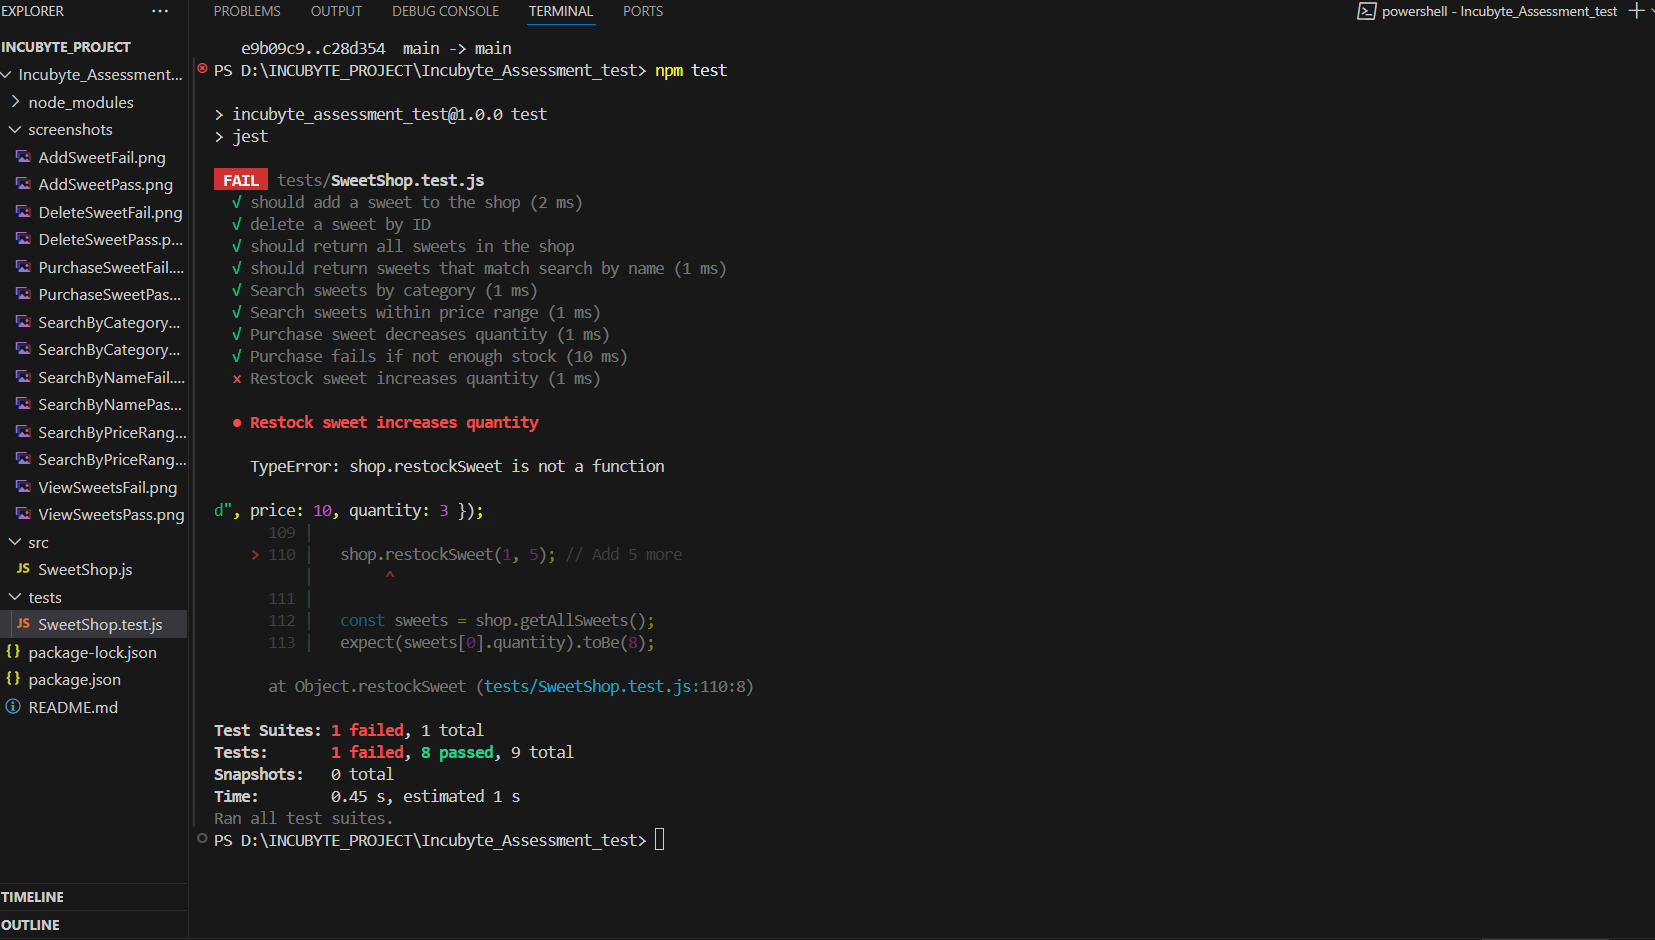 EXPLORER
···
PROBLEMS
OUTPUT
DEBUG CONSOLE
TERMINAL
PORTS
powershell - Incubyte_Assessment_test
INCUBYTE_PROJECT
Incubyte_Assessment...
node_modules
screenshots
AddSweetFail.png
AddSweetPass.png
DeleteSweetFail.png
DeleteSweetPass.p...
PurchaseSweetFail....
PurchaseSweetPas...
SearchByCategory...
SearchByCategory...
SearchByNameFail....
SearchByNamePas...
SearchByPriceRang...
SearchByPriceRang...
ViewSweetsFail.png
ViewSweetsPass.png
src
JS SweetShop.js
tests
JS SweetShop.test.js
{} package-lock.json
{} package.json
README.md
TIMELINE
OUTLINE
e9b09c9..c28d354  main -> main
PS D:\INCUBYTE_PROJECT\Incubyte_Assessment_test> npm test
> incubyte_assessment_test@1.0.0 test
> jest
FAIL tests/SweetShop.test.js
√ should add a sweet to the shop (2 ms)
√ delete a sweet by ID
√ should return all sweets in the shop
√ should return sweets that match search by name (1 ms)
√ Search sweets by category (1 ms)
√ Search sweets within price range (1 ms)
√ Purchase sweet decreases quantity (1 ms)
√ Purchase fails if not enough stock (10 ms)
× Restock sweet increases quantity (1 ms)
● Restock sweet increases quantity
TypeError: shop.restockSweet is not a function
d", price: 10, quantity: 3 });
109 |
> 110 |   shop.restockSweet(1, 5); // Add 5 more
|        ^
111 |
112 |   const sweets = shop.getAllSweets();
113 |   expect(sweets[0].quantity).toBe(8);
at Object.restockSweet (tests/SweetShop.test.js:110:8)
Test Suites: 1 failed, 1 total
Tests:       1 failed, 8 passed, 9 total
Snapshots:   0 total
Time:        0.45 s, estimated 1 s
Ran all test suites.
PS D:\INCUBYTE_PROJECT\Incubyte_Assessment_test>